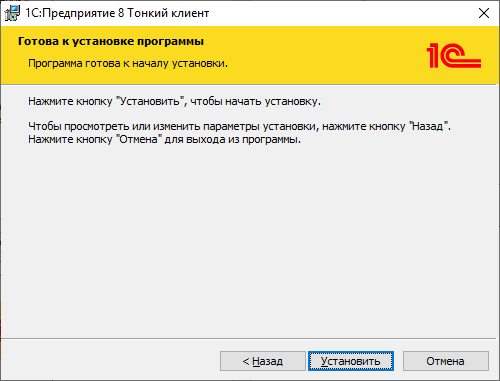 1С:Предприятие 8 Тонкий клиент
Готова к установке программы
Программа готова к началу установки.
1С
Нажмите кнопку "Установить", чтобы начать установку.
Чтобы просмотреть или изменить параметры установки, нажмите кнопку "Назад".
Нажмите кнопку "Отмена" для выхода из программы.
< Назад
Установить
Отмена